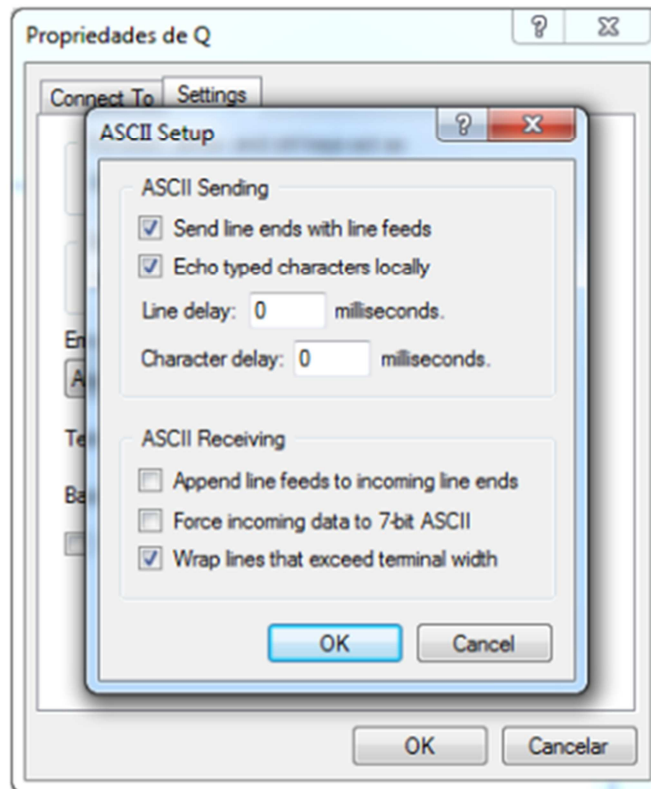 Propriedades de Q
Connect To Settings
ASCII Setup
ASCII Sending
Send line ends with line feeds
Echo typed characters locally
Line delay: 0 milliseconds.
Character delay: 0 milliseconds.
ASCII Receiving
Append line feeds to incoming line ends
Force incoming data to 7-bit ASCII
Wrap lines that exceed terminal width
OK Cancel
OK Cancelar